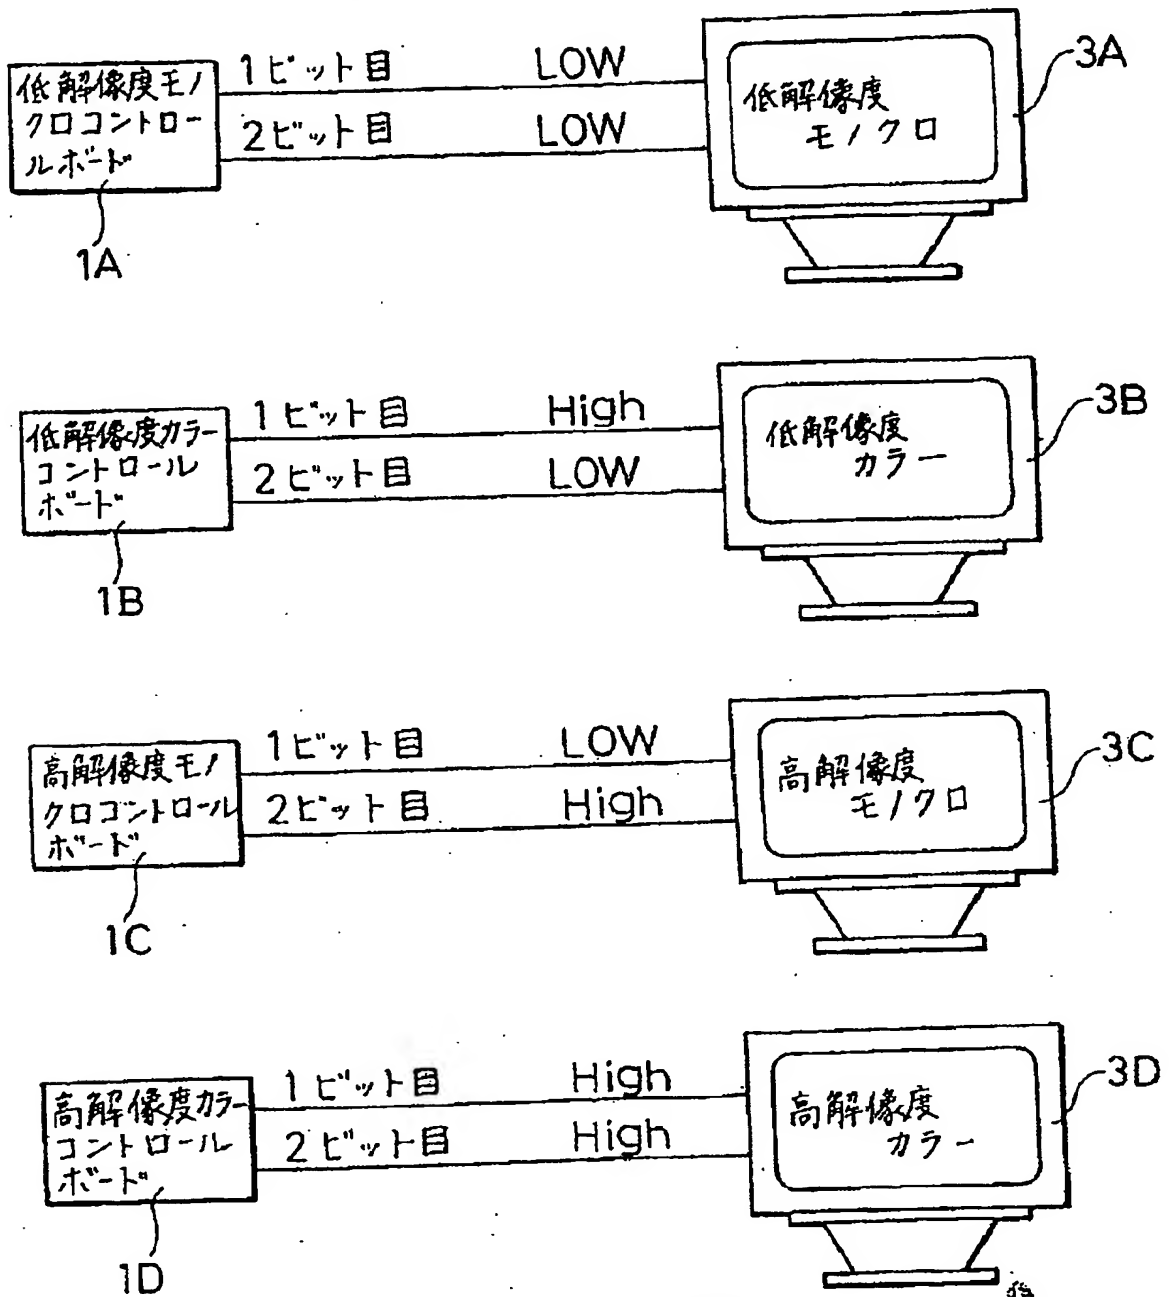 低解像度モノ
クロコントロー
ルボード
1A
1ビット目 LOW
2ビット目 LOW
低解像度
モノクロ
3A
低解像度カラー
コントロール
ボード
1B
1ビット目 High
2ビット目 LOW
低解像度
カラー
3B
高解像度モノ
クロコントロール
ボード
1C
1ビット目 LOW
2ビット目 High
高解像度
モノクロ
3C
高解像度カラー
コントロール
ボード
1D
1ビット目 High
2ビット目 High
高解像度
カラー
3D